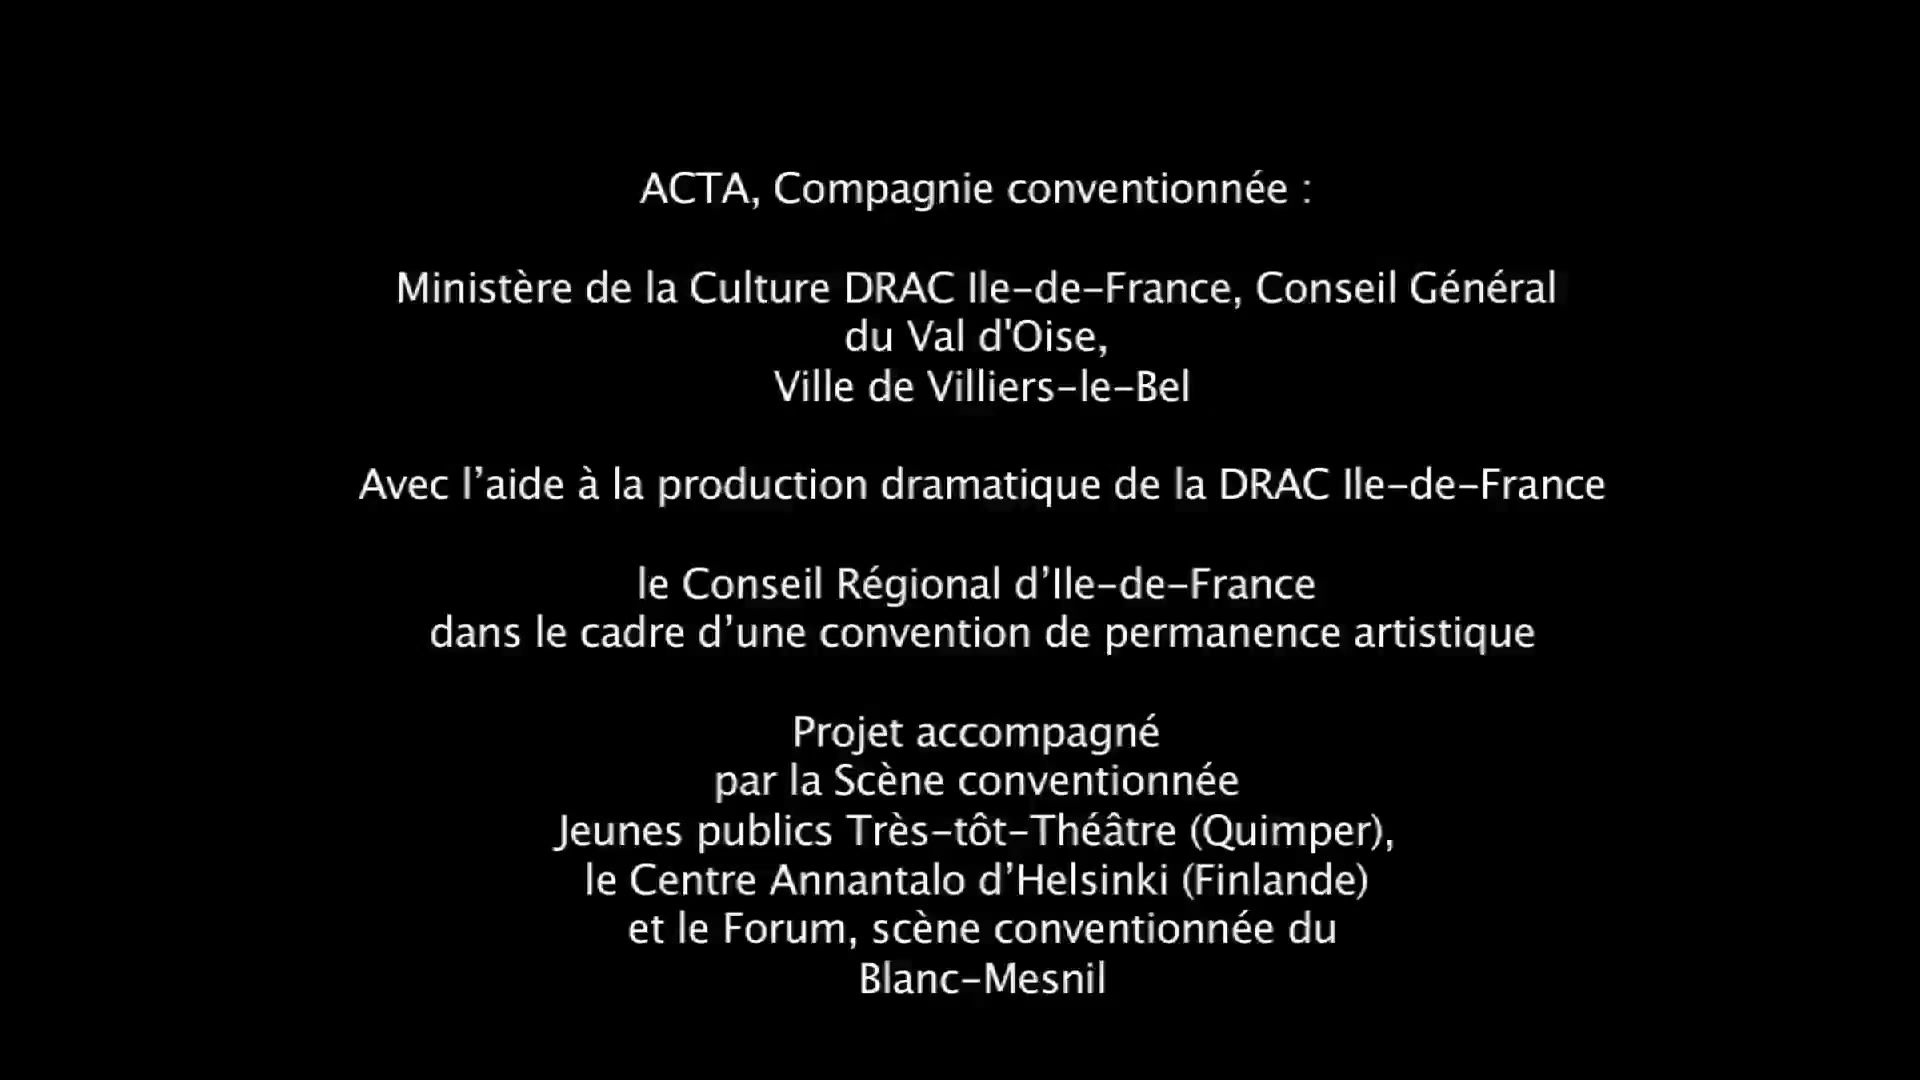 ACTA, Compagnie conventionnée :
Ministère de la Culture DRAC Ile-de-France, Conseil Général
du Val d'Oise,
Ville de Villiers-le-Bel
Avec l’aide à la production dramatique de la DRAC Ile-de-France
le Conseil Régional d’Ile-de-France
dans le cadre d’une convention de permanence artistique
Projet accompagné
par la Scène conventionnée
Jeunes publics Très-tôt-Théâtre (Quimper),
le Centre Annantalo d’Helsinki (Finlande)
et le Forum, scène conventionnée du
Blanc-Mesnil